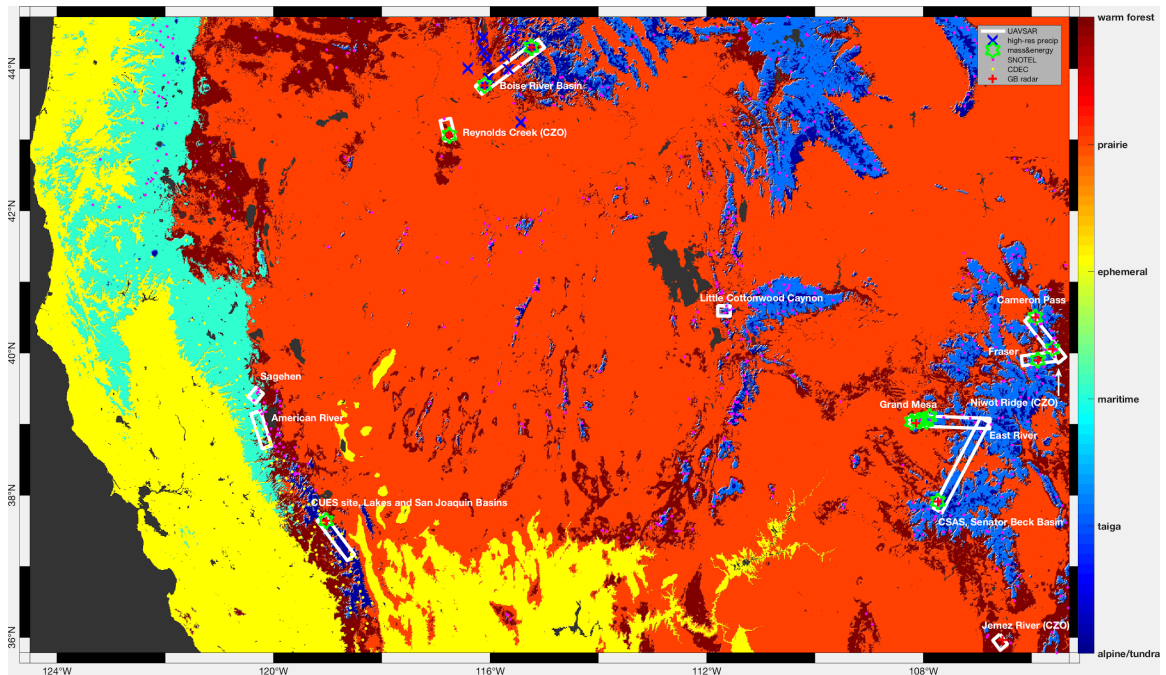 UAVSAR
high-res precip
mass&energy
SNOTEL
CDEC
GB radar
warm forest
prairie
ephemeral
maritime
taiga
alpine/tundra
44°N
42°N
40°N
38°N
36°N
124°W
120°W
116°W
112°W
108°W
Boise River Basin
Reynolds Creek (CZO)
Little Cottonwood Caynon
Cameron Pass
Fraser
Niwot Ridge (CZO)
Grand Mesa
East River
CSAS, Senator Beck Basin
Jemez River (CZO)
Sagehen
American River
CUES site, Lakes and San Joaquin Basins